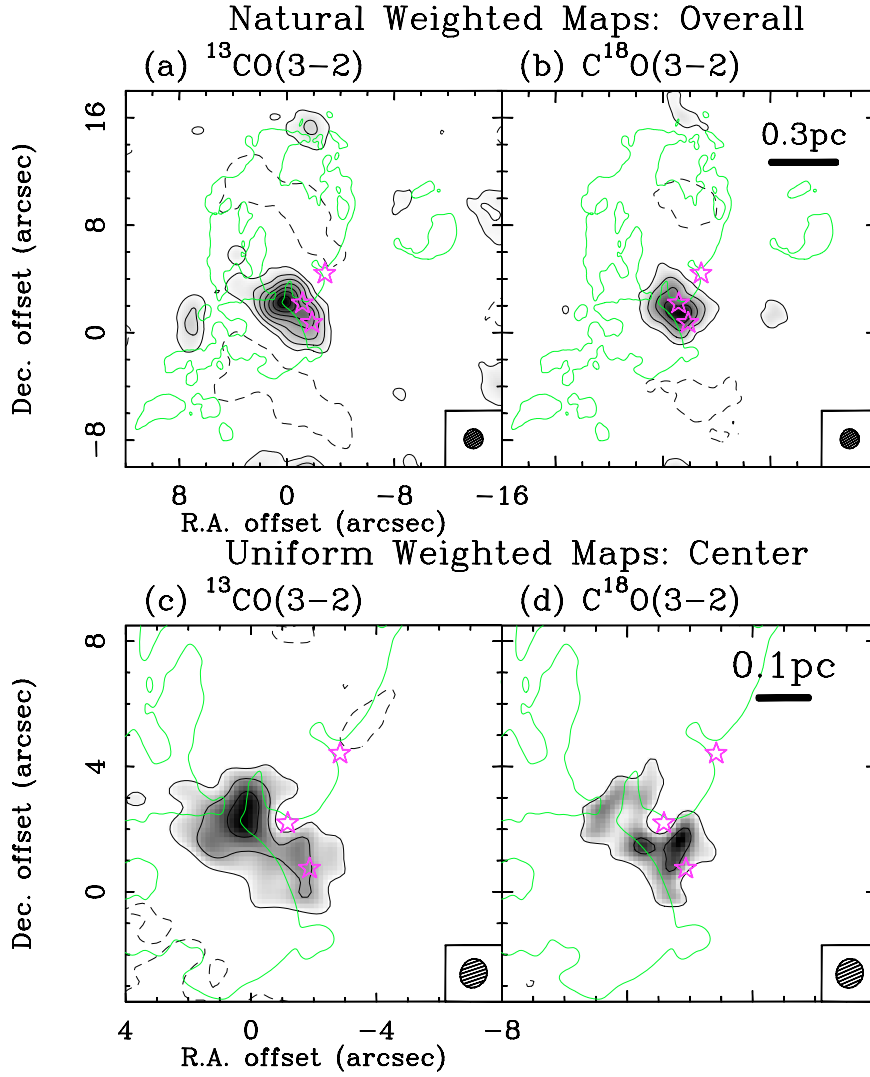 Natural Weighted Maps: Overall
(a) ¹³CO(3−2) (b) C¹⁸O(3−2)
16
8
0
−8
Dec. offset (arcsec)
0.3pc
8 0 −8 −16
R.A. offset (arcsec)
Uniform Weighted Maps: Center
(c) ¹³CO(3−2) (d) C¹⁸O(3−2)
8
4
0
Dec. offset (arcsec)
0.1pc
4 0 −4 −8
R.A. offset (arcsec)